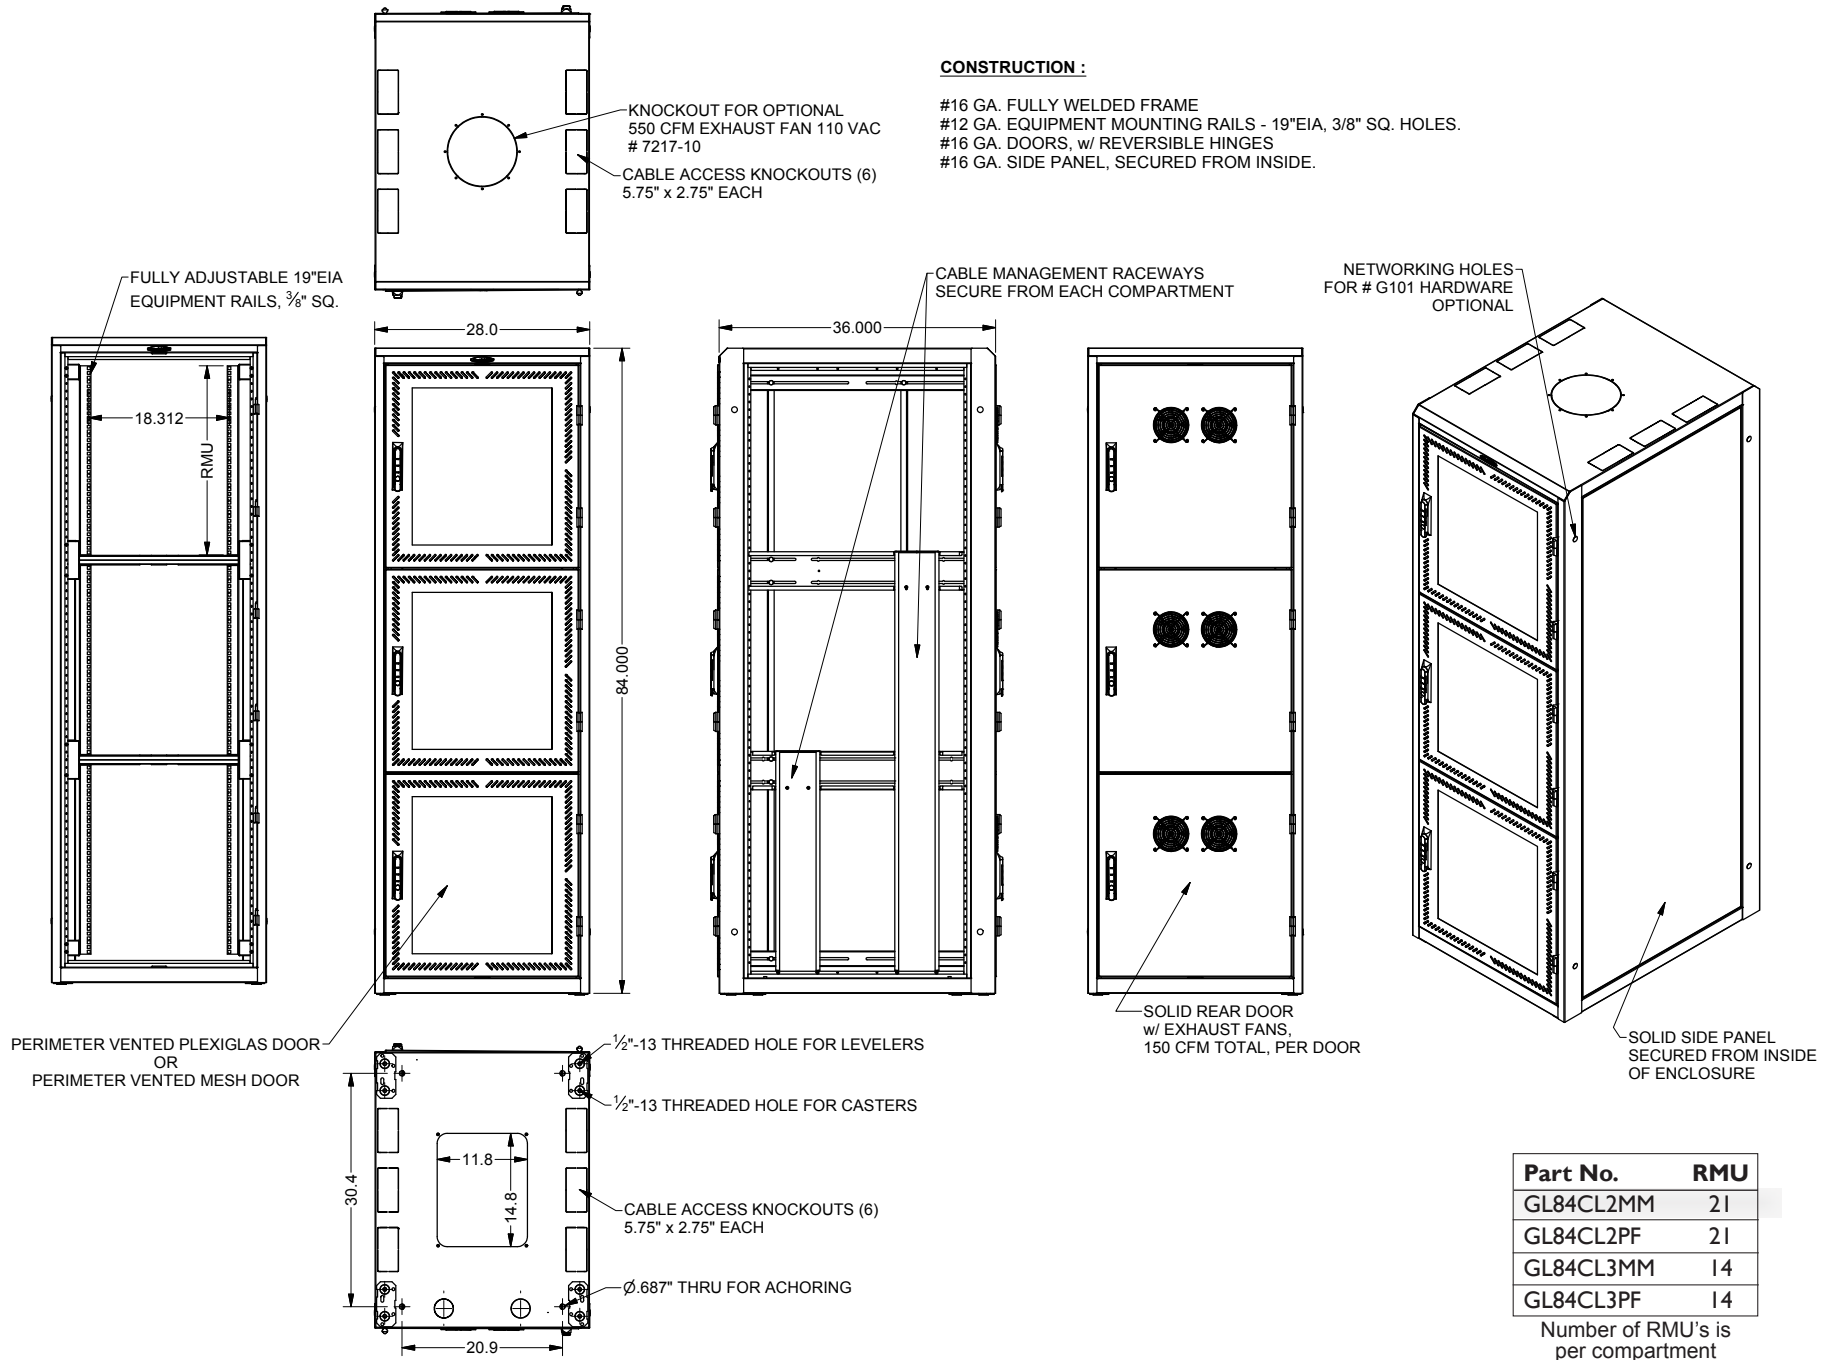 CONSTRUCTION :
#16 GA. FULLY WELDED FRAME
#12 GA. EQUIPMENT MOUNTING RAILS - 19"EIA, 3/8" SQ. HOLES.
#16 GA. DOORS, w/ REVERSIBLE HINGES
#16 GA. SIDE PANEL, SECURED FROM INSIDE.
KNOCKOUT FOR OPTIONAL
550 CFM EXHAUST FAN 110 VAC
# 7217-10
CABLE ACCESS KNOCKOUTS (6)
5.75" x 2.75" EACH
FULLY ADJUSTABLE 19"EIA
EQUIPMENT RAILS, ⅜" SQ.
CABLE MANAGEMENT RACEWAYS
SECURE FROM EACH COMPARTMENT
NETWORKING HOLES
FOR # G101 HARDWARE
OPTIONAL
28.0
36.000
18.312
RMU
84.000
PERIMETER VENTED PLEXIGLAS DOOR
OR
PERIMETER VENTED MESH DOOR
SOLID REAR DOOR
w/ EXHAUST FANS,
150 CFM TOTAL, PER DOOR
SOLID SIDE PANEL
SECURED FROM INSIDE
OF ENCLOSURE
½"-13 THREADED HOLE FOR LEVELERS
½"-13 THREADED HOLE FOR CASTERS
11.8
14.8
30.4
CABLE ACCESS KNOCKOUTS (6)
5.75" x 2.75" EACH
Ø.687" THRU FOR ACHORING
20.9
Part No. RMU
GL84CL2MM 21
GL84CL2PF 21
GL84CL3MM 14
GL84CL3PF 14
Number of RMU's is
per compartment